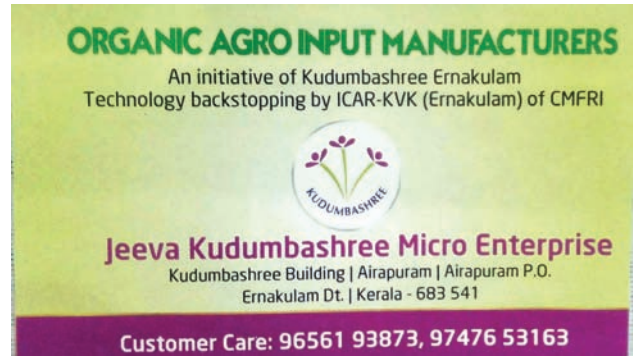 ORGANIC AGRO INPUT MANUFACTURERS
An initiative of Kudumbashree Ernakulam
Technology backstopping by ICAR-KVK (Ernakulam) of CMFRI
KUDUMBASHREE
Jeeva Kudumbashree Micro Enterprise
Kudumbashree Building | Airapuram | Airapuram P.O.
Ernakulam Dt. | Kerala - 683 541
Customer Care: 96561 93873, 97476 53163